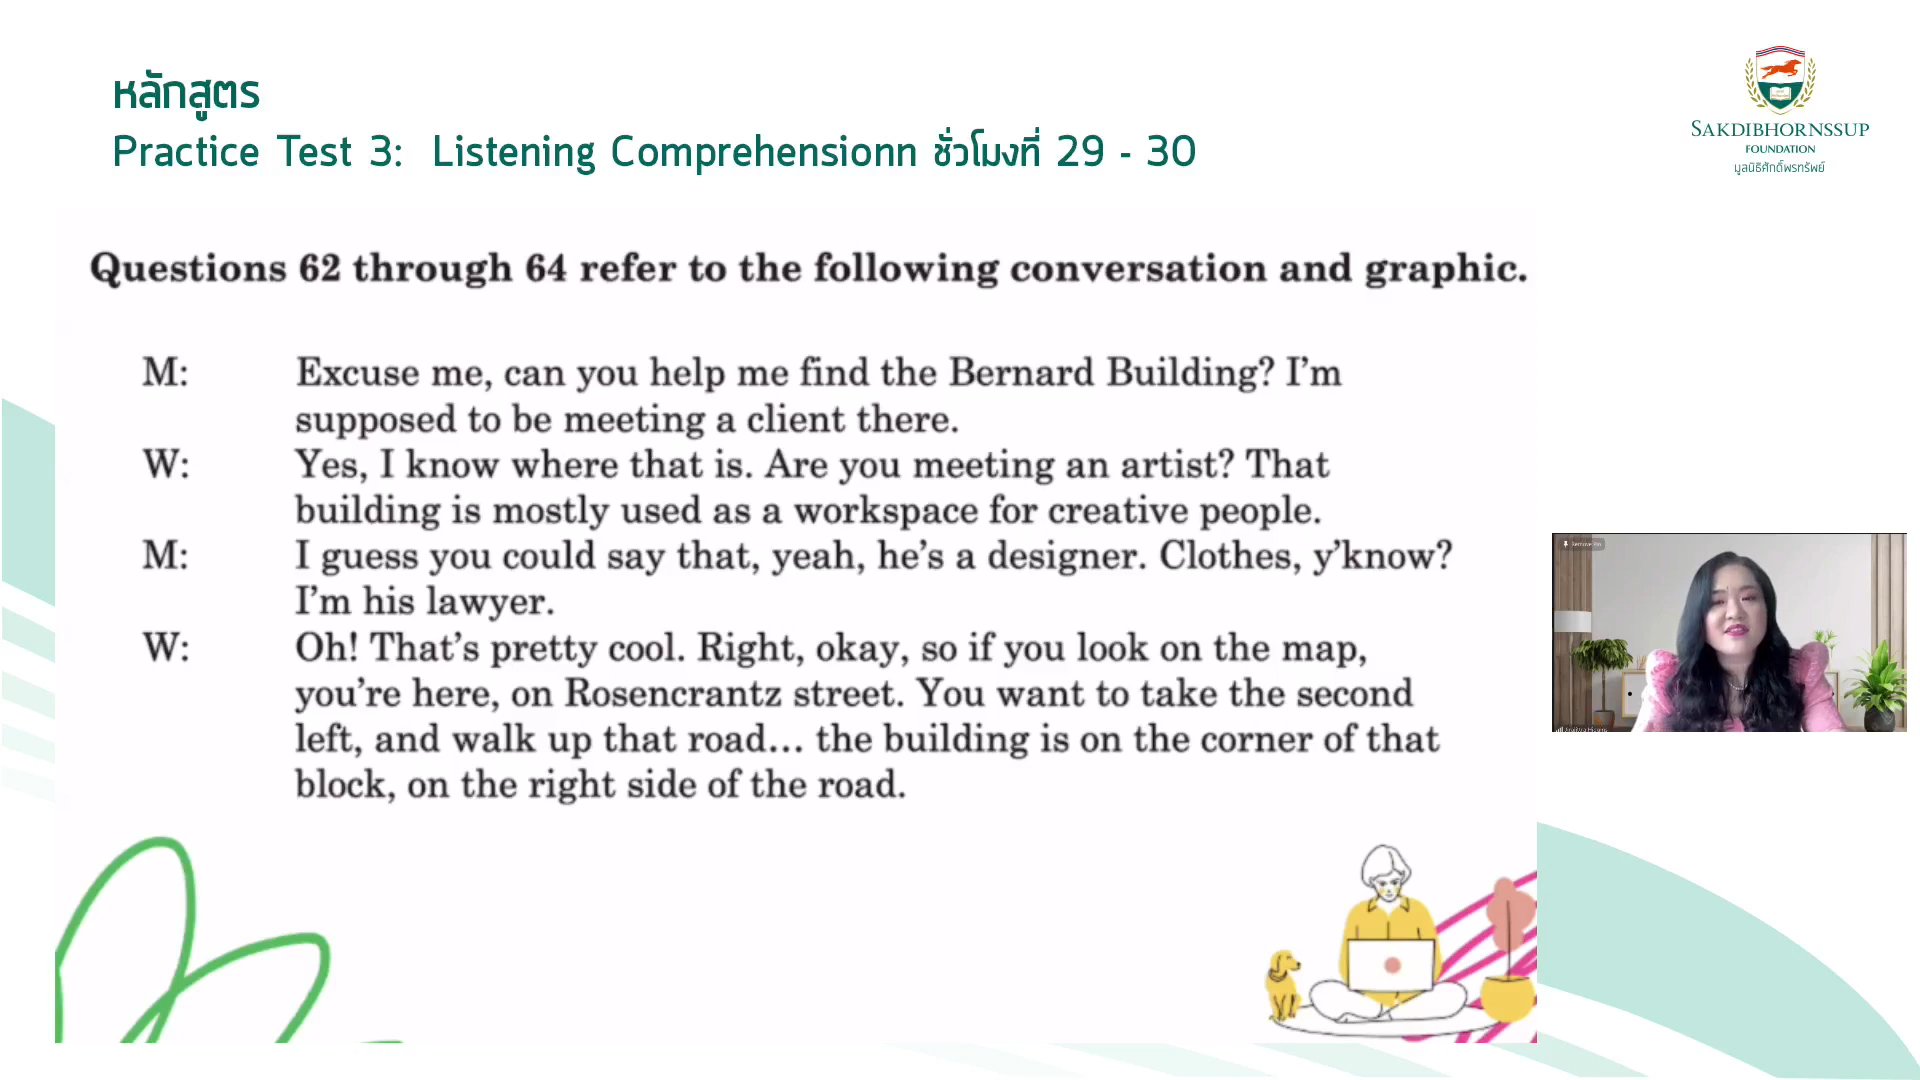 หลักสูตร
Practice Test 3: Listening Comprehensionn ชั่วโมงที่ 29 - 30
SAKDIBHORNSSUP
FOUNDATION
มูลนิธิศักดิ์พรทรัพย์
Questions 62 through 64 refer to the following conversation and graphic.
M: Excuse me, can you help me find the Bernard Building? I'm
supposed to be meeting a client there.
W: Yes, I know where that is. Are you meeting an artist? That
building is mostly used as a workspace for creative people.
M: I guess you could say that, yeah, he's a designer. Clothes, y'know?
I'm his lawyer.
W: Oh! That's pretty cool. Right, okay, so if you look on the map,
you're here, on Rosencrantz street. You want to take the second
left, and walk up that road... the building is on the corner of that
block, on the right side of the road.